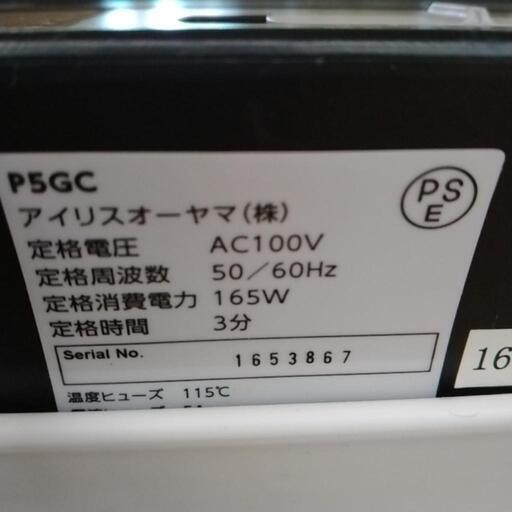 P5GC
PS
E
アイリスオーヤマ(株)
定格電圧 AC100V
定格周波数 50/60Hz
定格消費電力 165W
定格時間 3分
Serial No. 1653867
16
温度ヒューズ 115℃